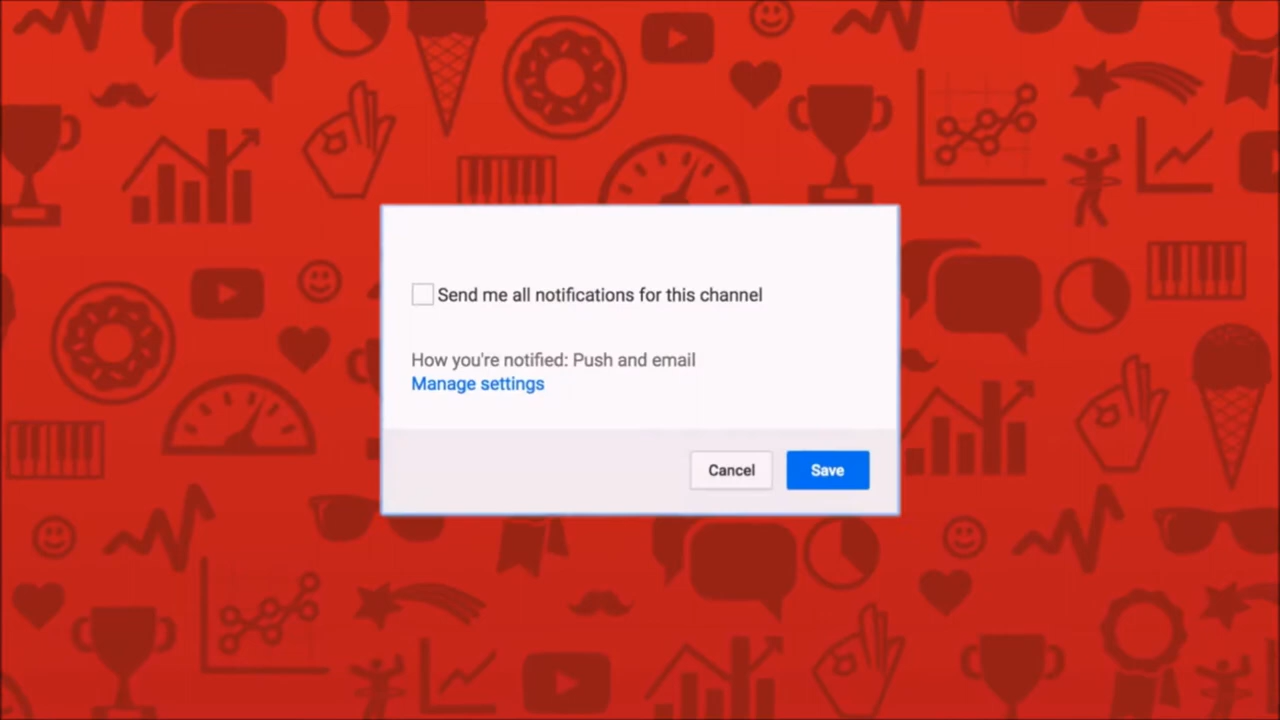 Send me all notifications for this channel
How you're notified: Push and email
Manage settings
Cancel
Save